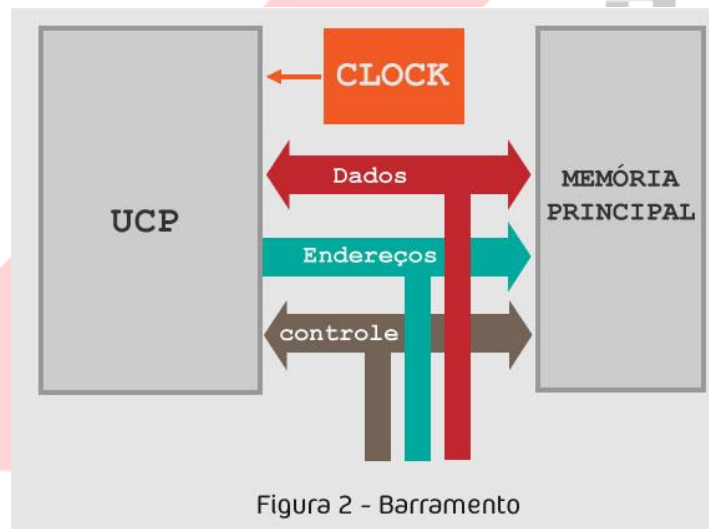 CLOCK
Dados
UCP
MEMÓRIA
PRINCIPAL
Endereços
controle
Figura 2 - Barramento